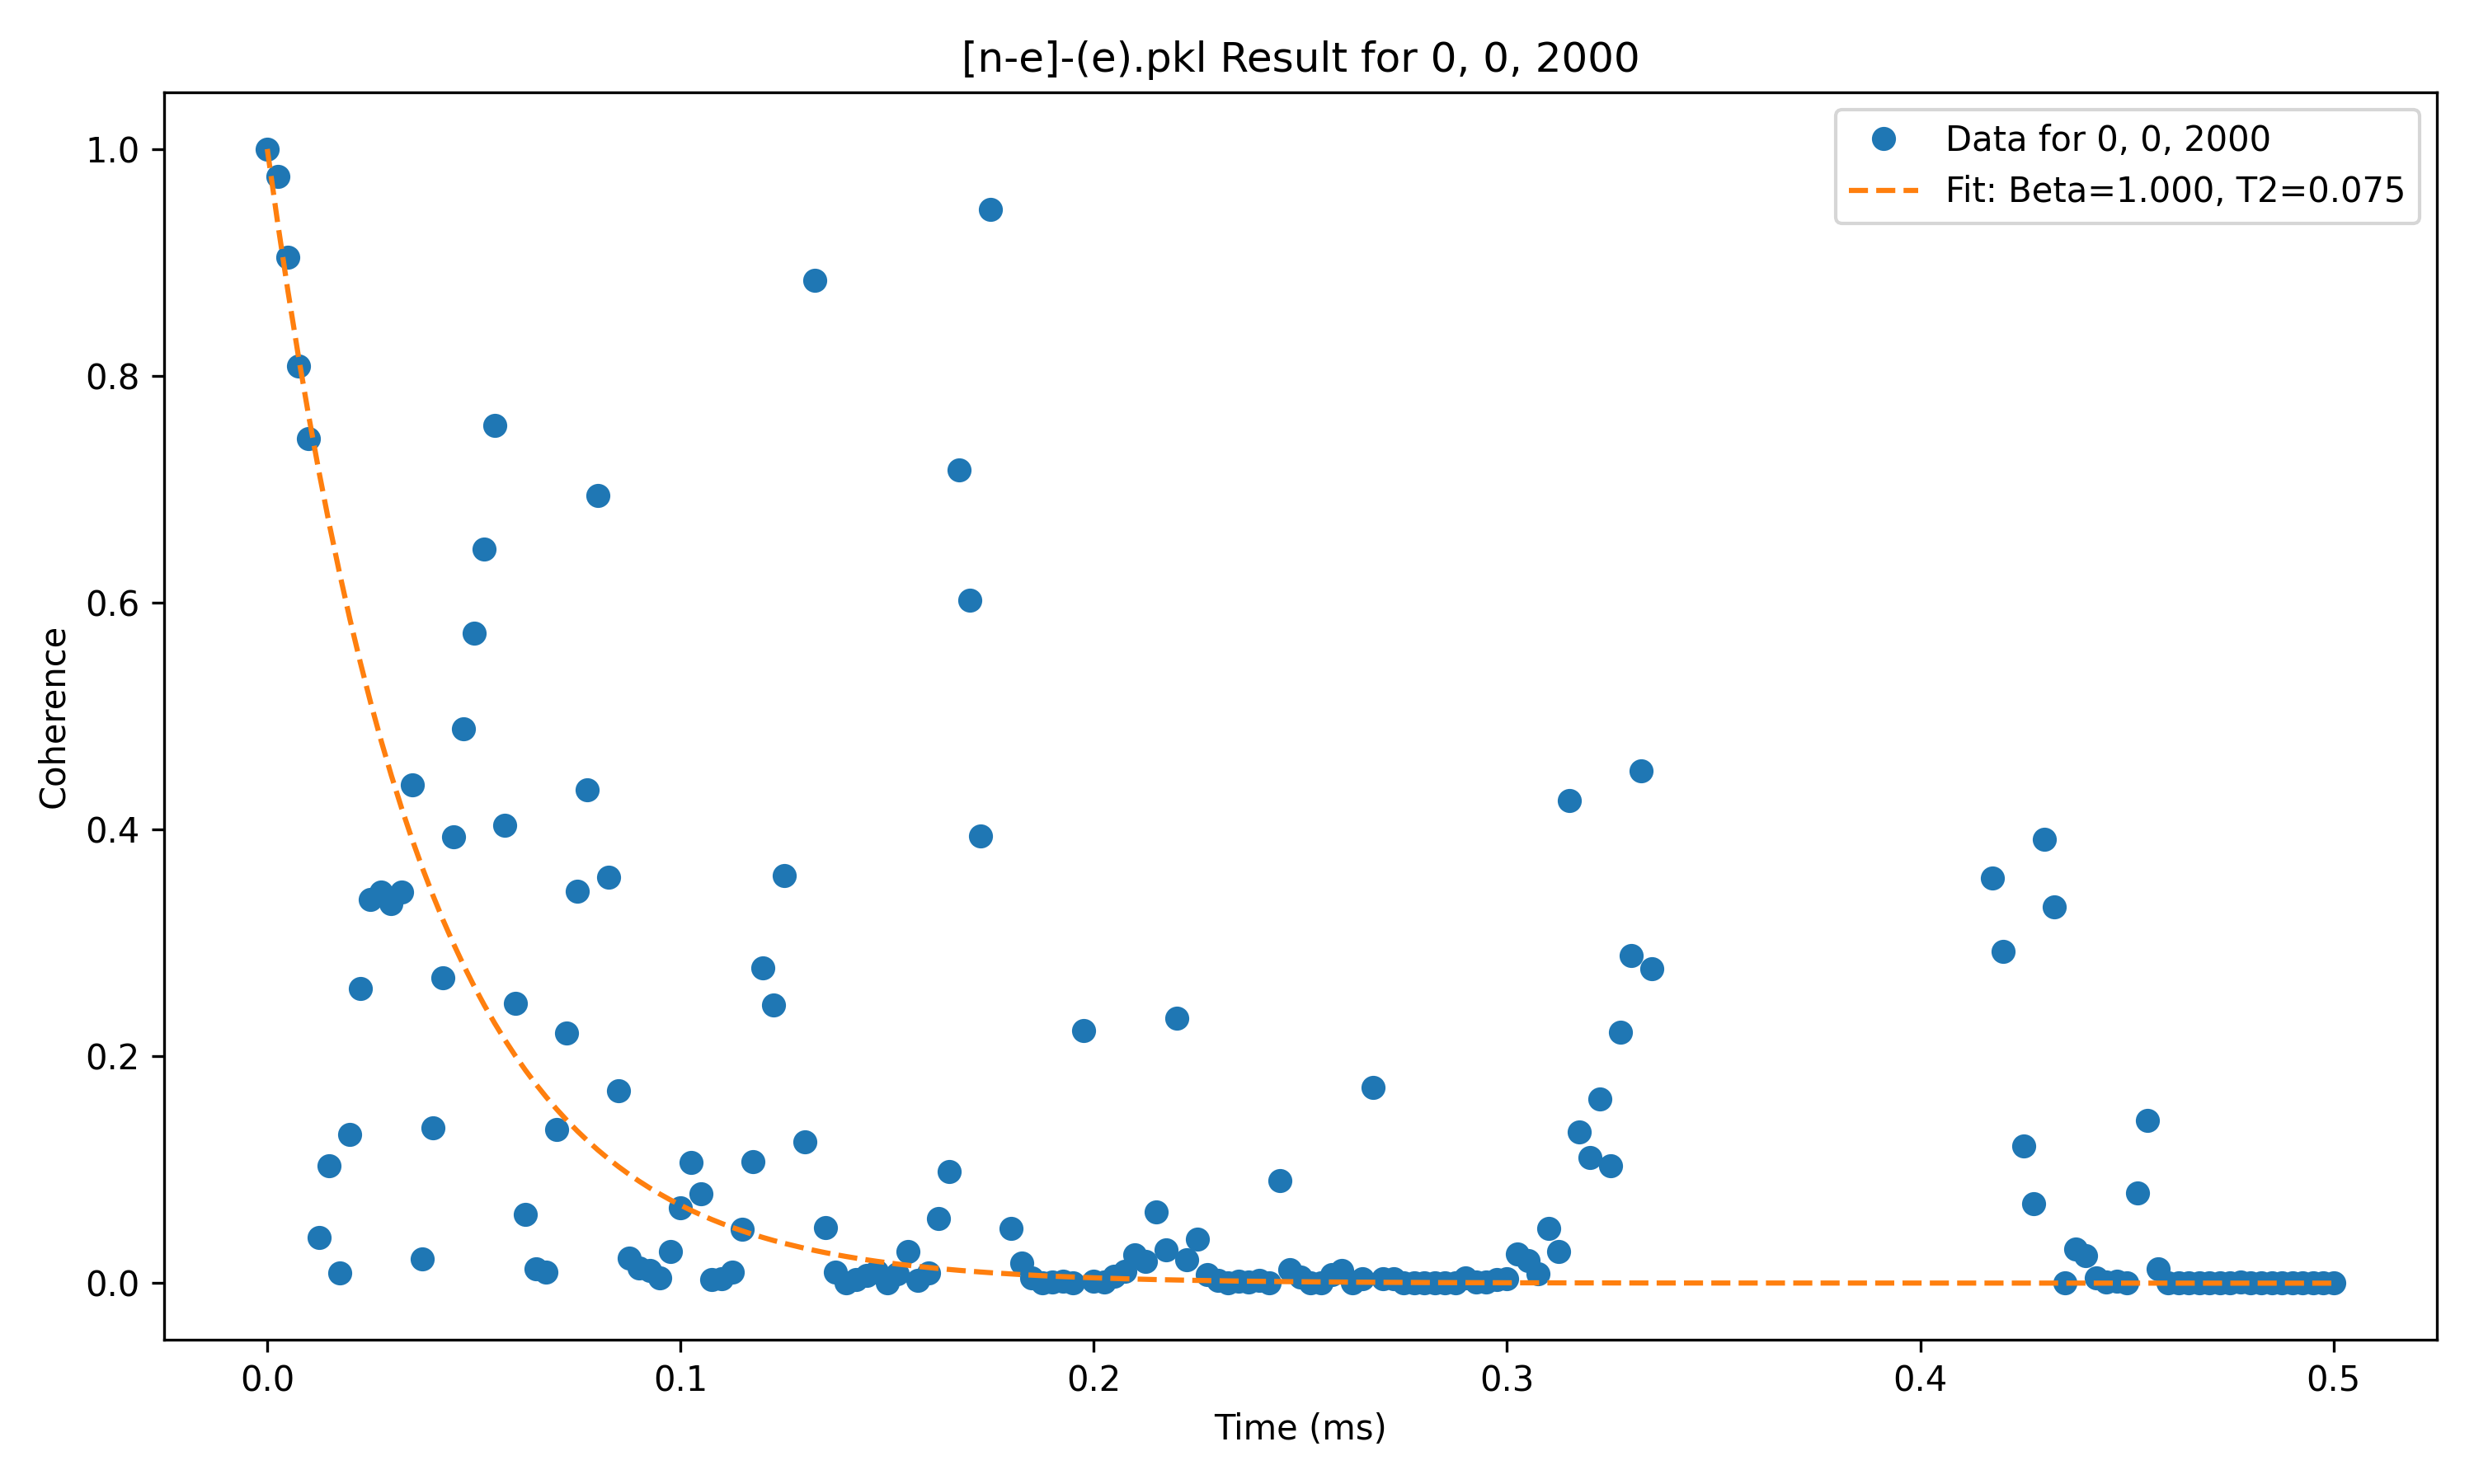 [n-e]-(e).pkl Result for 0, 0, 2000
Data for 0, 0, 2000
Fit: Beta=1.000, T2=0.075
Coherence
1.0
0.8
0.6
0.4
0.2
0.0
0.0 0.1 0.2 0.3 0.4 0.5
Time (ms)